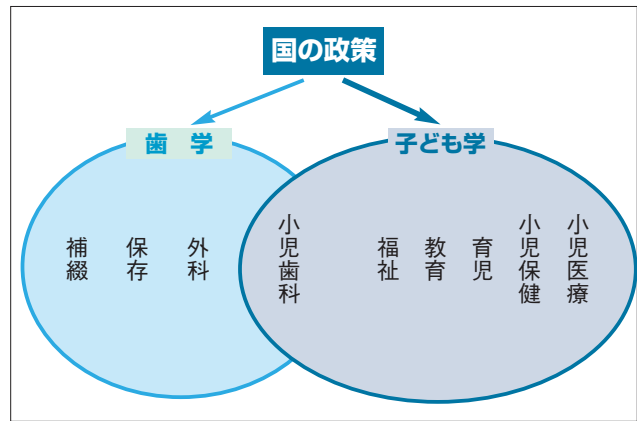 国の政策
歯 学
子ども学
補綴
保存
外科
小児歯科
福祉
教育
育児
小児保健
小児医療